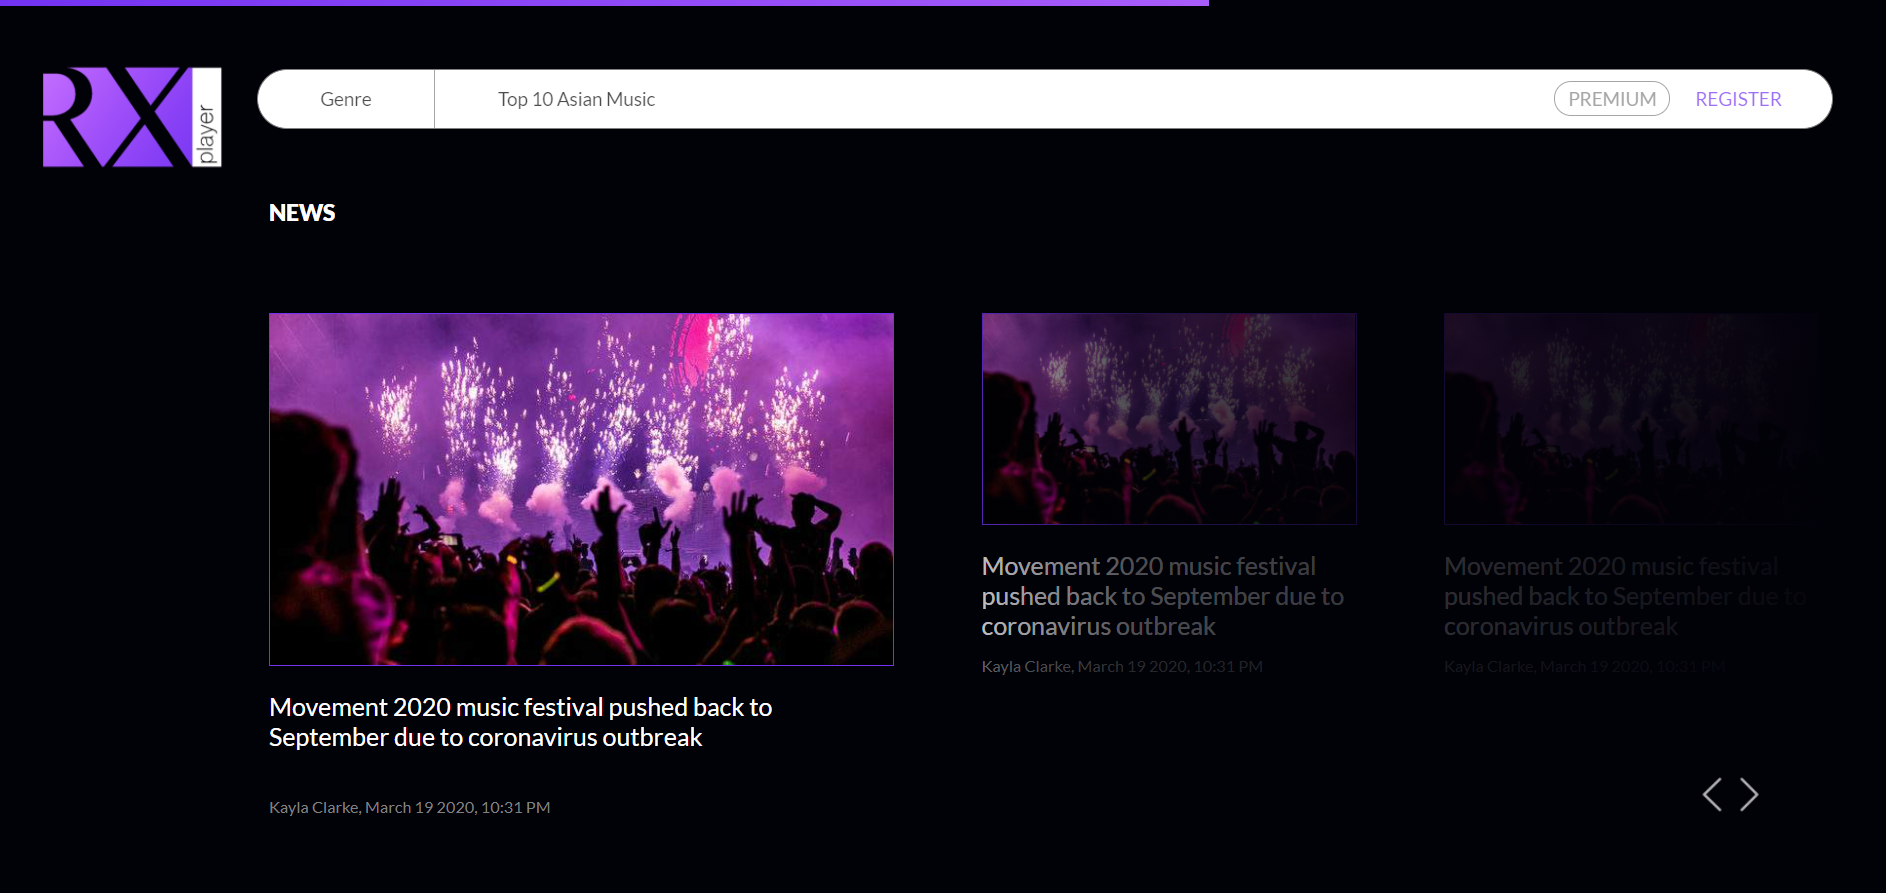 RX player
Genre
Top 10 Asian Music
PREMIUM
REGISTER
NEWS
Movement 2020 music festival pushed back to
September due to coronavirus outbreak
Kayla Clarke, March 19 2020, 10:31 PM
Movement 2020 music festival
pushed back to September due to
coronavirus outbreak
Kayla Clarke, March 19 2020, 10:31 PM
Movement 2020 music festival
pushed back to September due to
coronavirus outbreak
Kayla Clarke, March 19 2020, 10:31 PM